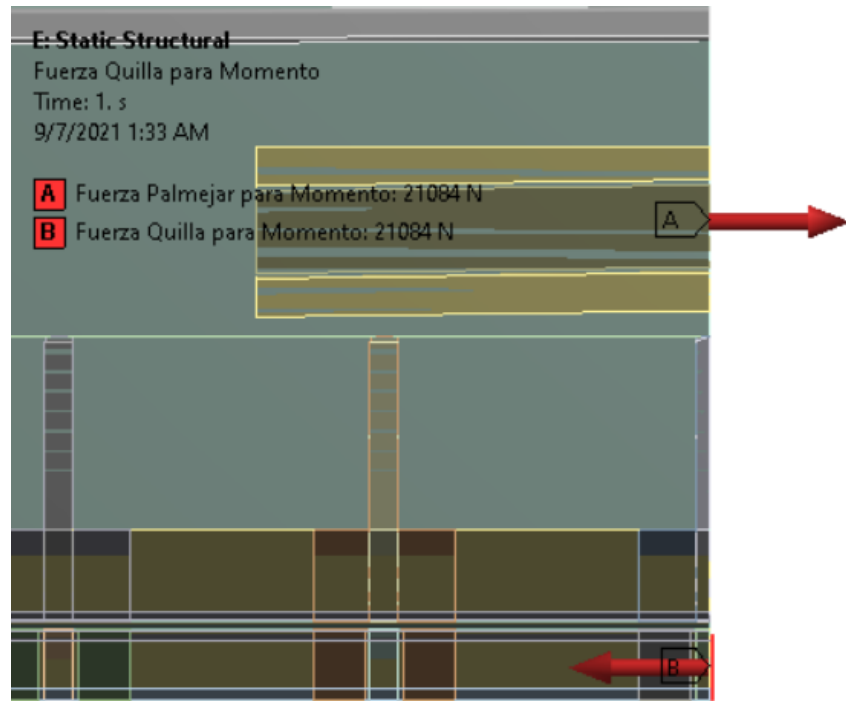 E: Static Structural
Fuerza Quilla para Momento
Time: 1. s
9/7/2021 1:33 AM
A Fuerza Palmejar para Momento: 21084 N
B Fuerza Quilla para Momento: 21084 N
A
B